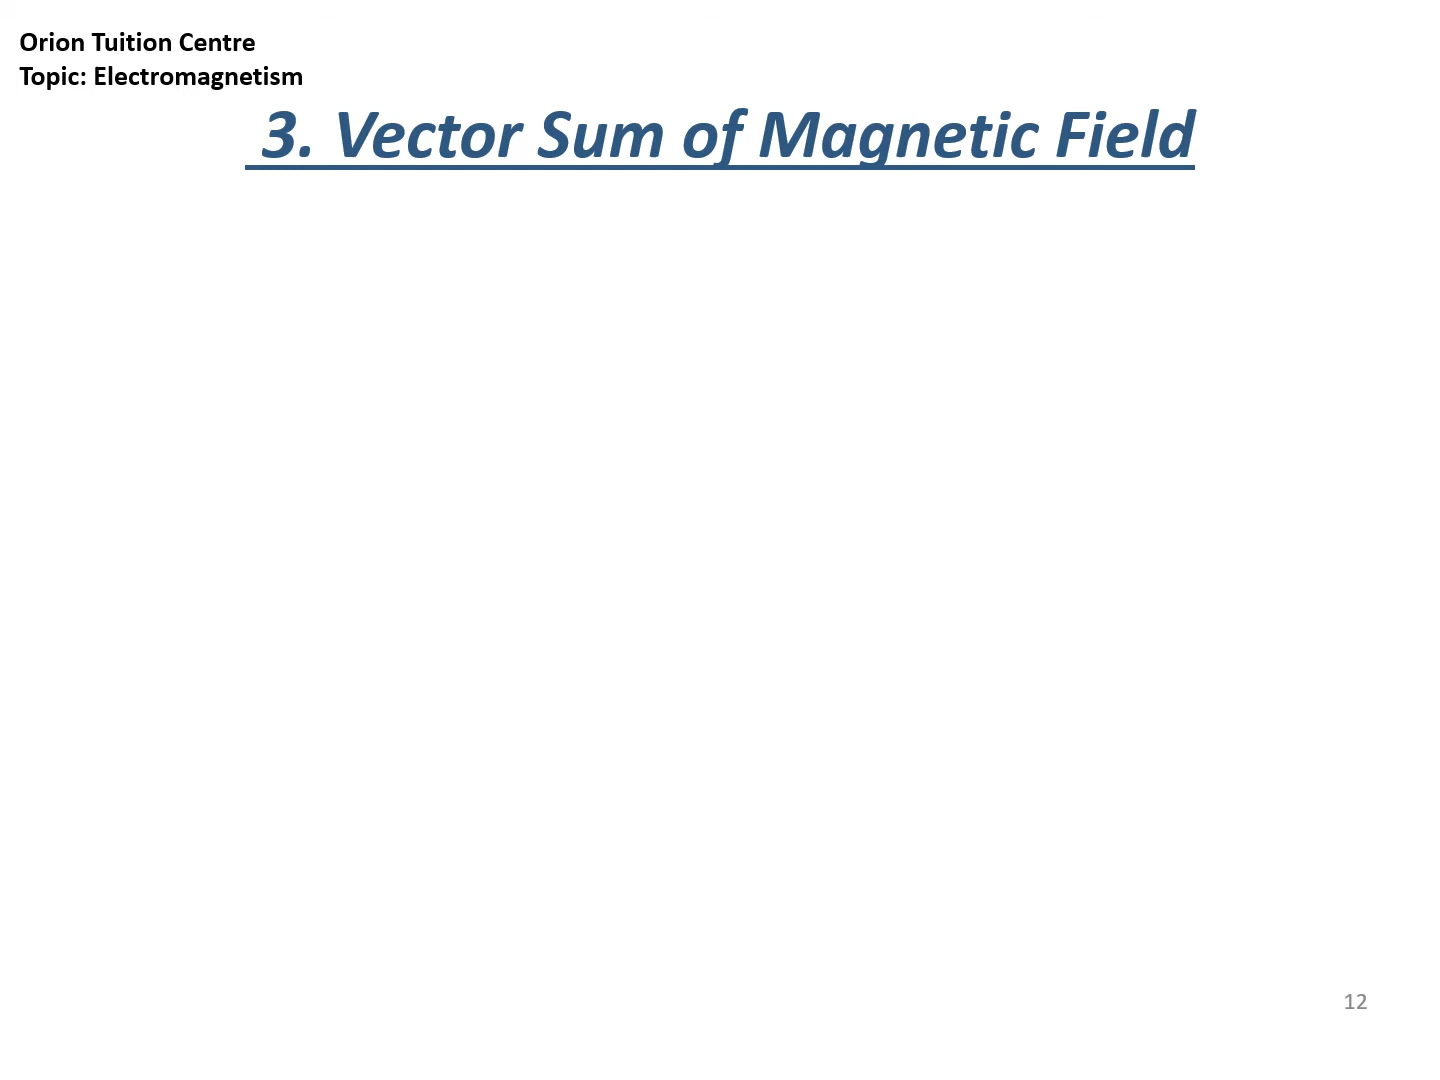 Orion Tuition Centre
Topic: Electromagnetism
3. Vector Sum of Magnetic Field
12